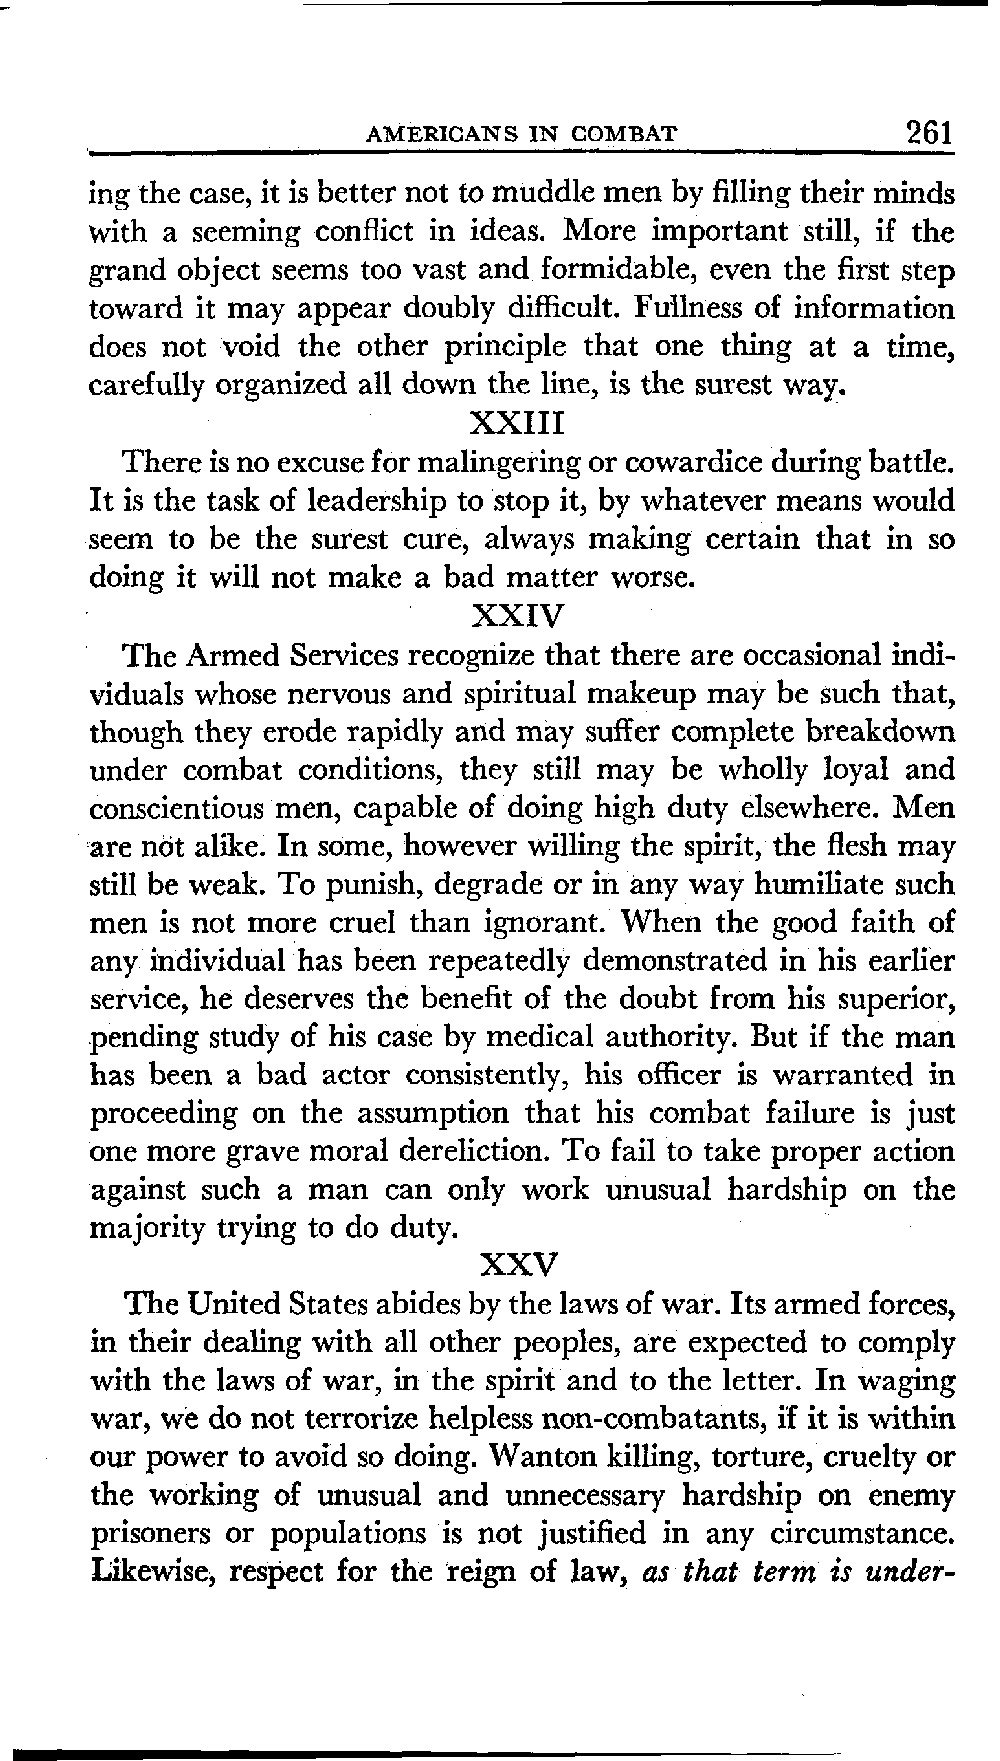 AMERICANS IN COMBAT 261
ing the case, it is better not to muddle men by filling their minds
with a seeming conflict in ideas. More important still, if the
grand object seems too vast and formidable, even the first step
toward it may appear doubly difficult. Fullness of information
does not void the other principle that one thing at a time,
carefully organized all down the line, is the surest way.
XXIII
There is no excuse for malingering or cowardice during battle.
It is the task of leadership to stop it, by whatever means would
seem to be the surest cure, always making certain that in so
doing it will not make a bad matter worse.
XXIV
The Armed Services recognize that there are occasional indi-
viduals whose nervous and spiritual makeup may be such that,
though they erode rapidly and may suffer complete breakdown
under combat conditions, they still may be wholly loyal and
conscientious men, capable of doing high duty elsewhere. Men
are not alike. In some, however willing the spirit, the flesh may
still be weak. To punish, degrade or in any way humiliate such
men is not more cruel than ignorant. When the good faith of
any individual has been repeatedly demonstrated in his earlier
service, he deserves the benefit of the doubt from his superior,
pending study of his case by medical authority. But if the man
has been a bad actor consistently, his officer is warranted in
proceeding on the assumption that his combat failure is just
one more grave moral dereliction. To fail to take proper action
against such a man can only work unusual hardship on the
majority trying to do duty.
XXV
The United States abides by the laws of war. Its armed forces,
in their dealing with all other peoples, are expected to comply
with the laws of war, in the spirit and to the letter. In waging
war, we do not terrorize helpless non-combatants, if it is within
our power to avoid so doing. Wanton killing, torture, cruelty or
the working of unusual and unnecessary hardship on enemy
prisoners or populations is not justified in any circumstance.
Likewise, respect for the reign of law, as that term is under-